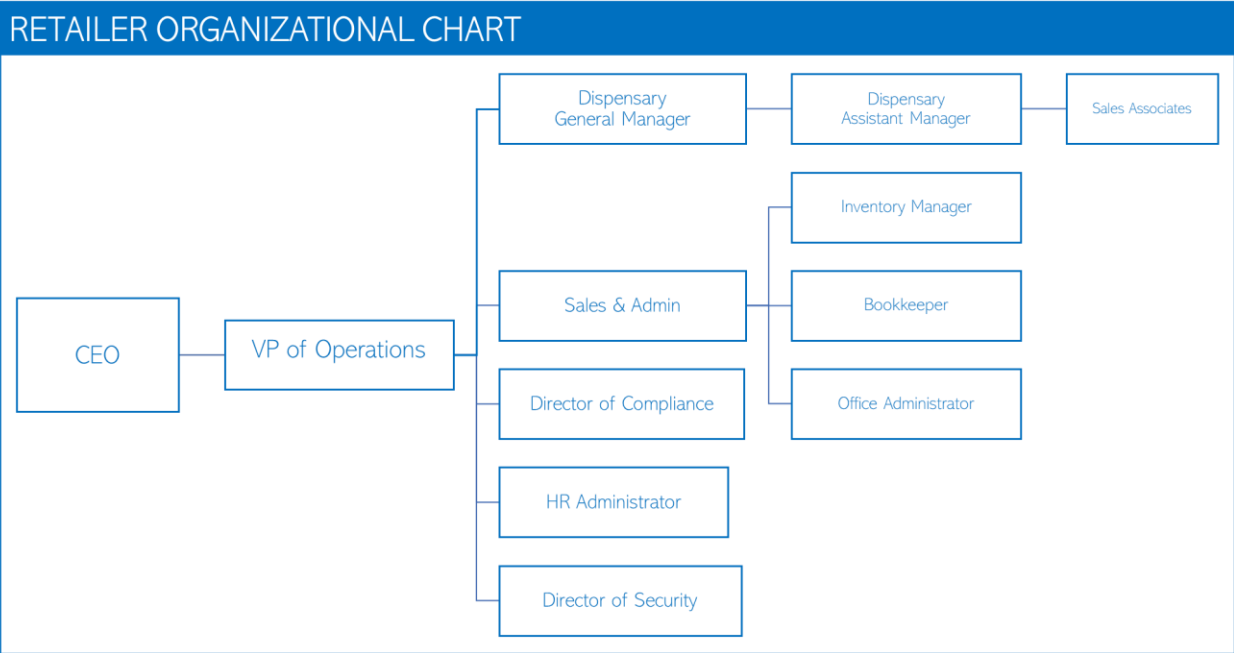 RETAILER ORGANIZATIONAL CHART
Dispensary
General Manager
Dispensary
Assistant Manager
Sales Associates
Inventory Manager
Sales & Admin
Bookkeeper
CEO
VP of Operations
Director of Compliance
Office Administrator
HR Administrator
Director of Security